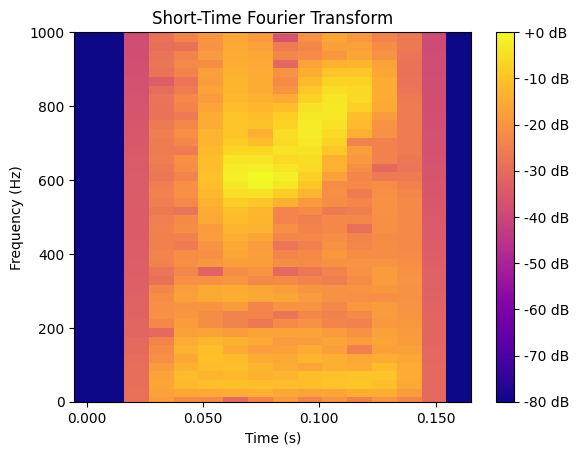 Short-Time Fourier Transform
Frequency (Hz)
1000
800
600
400
200
0
0.000
0.050
0.100
0.150
Time (s)
+0 dB
-10 dB
-20 dB
-30 dB
-40 dB
-50 dB
-60 dB
-70 dB
-80 dB